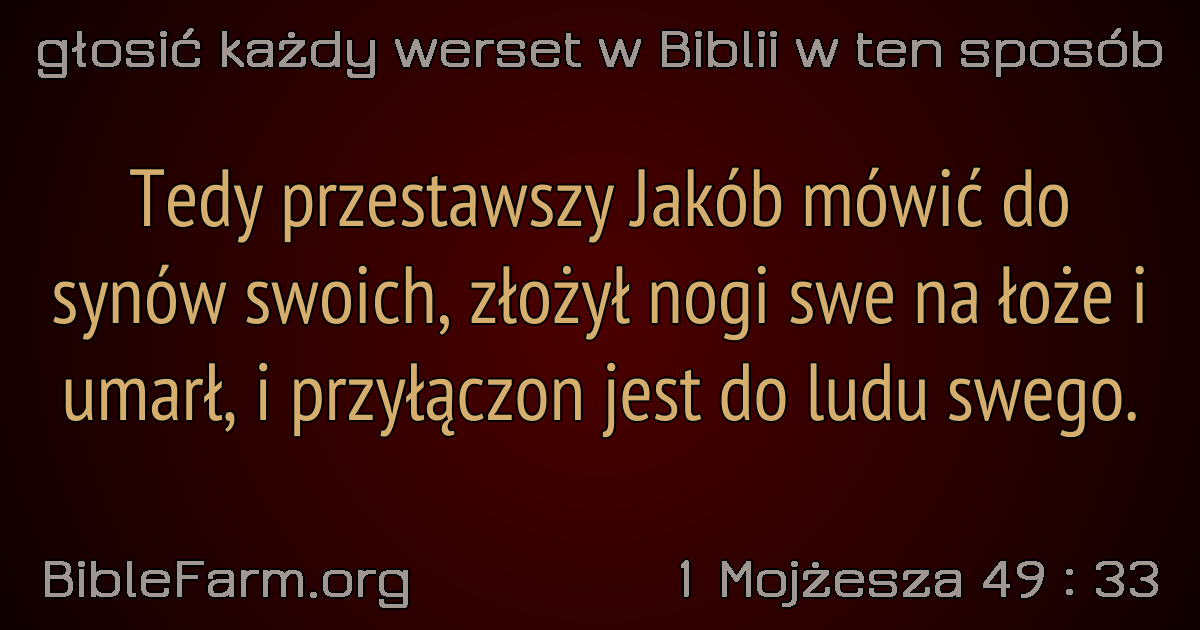 głosić każdy werset w Biblii w ten sposób
Tedy przestawszy Jakób mówić do
synów swoich, złożył nogi swe na łoże i
umarł, i przyłączon jest do ludu swego.
BibleFarm.org
1 Mojżesza 49 : 33